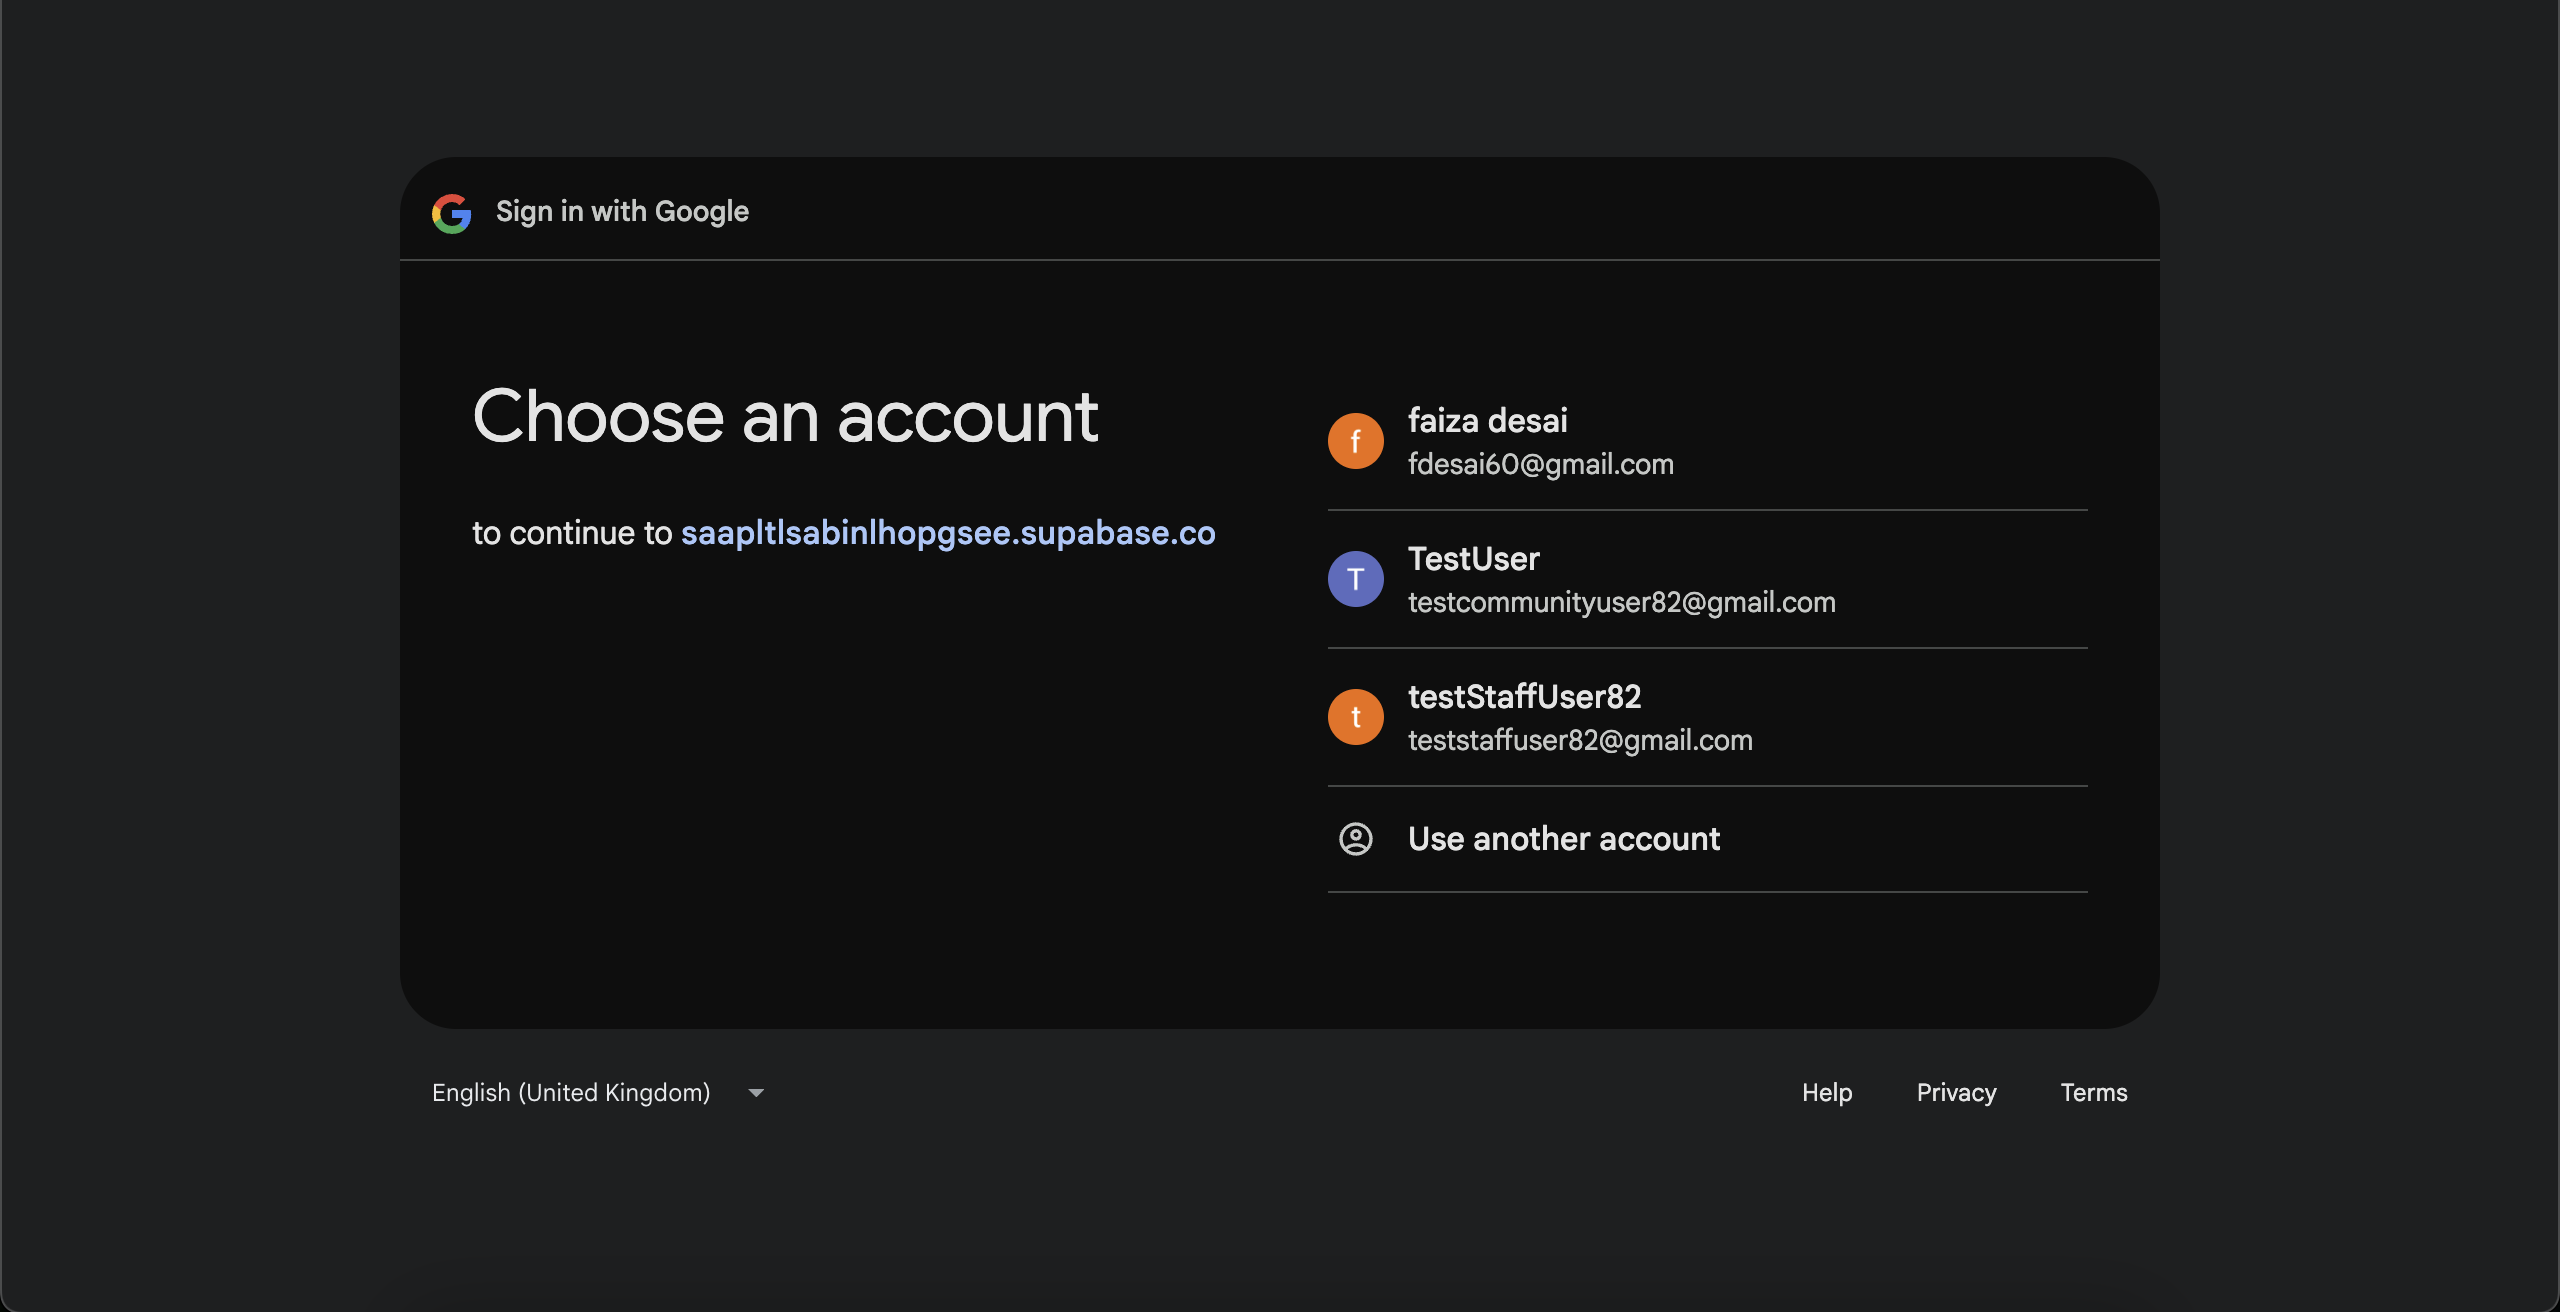 Sign in with Google
Choose an account
to continue to saapltlsabinlhopgsee.supabase.co
f
faiza desai
fdesai60@gmail.com
T
TestUser
testcommunityuser82@gmail.com
t
testStaffUser82
teststaffuser82@gmail.com
Use another account
English (United Kingdom)
Help Privacy Terms